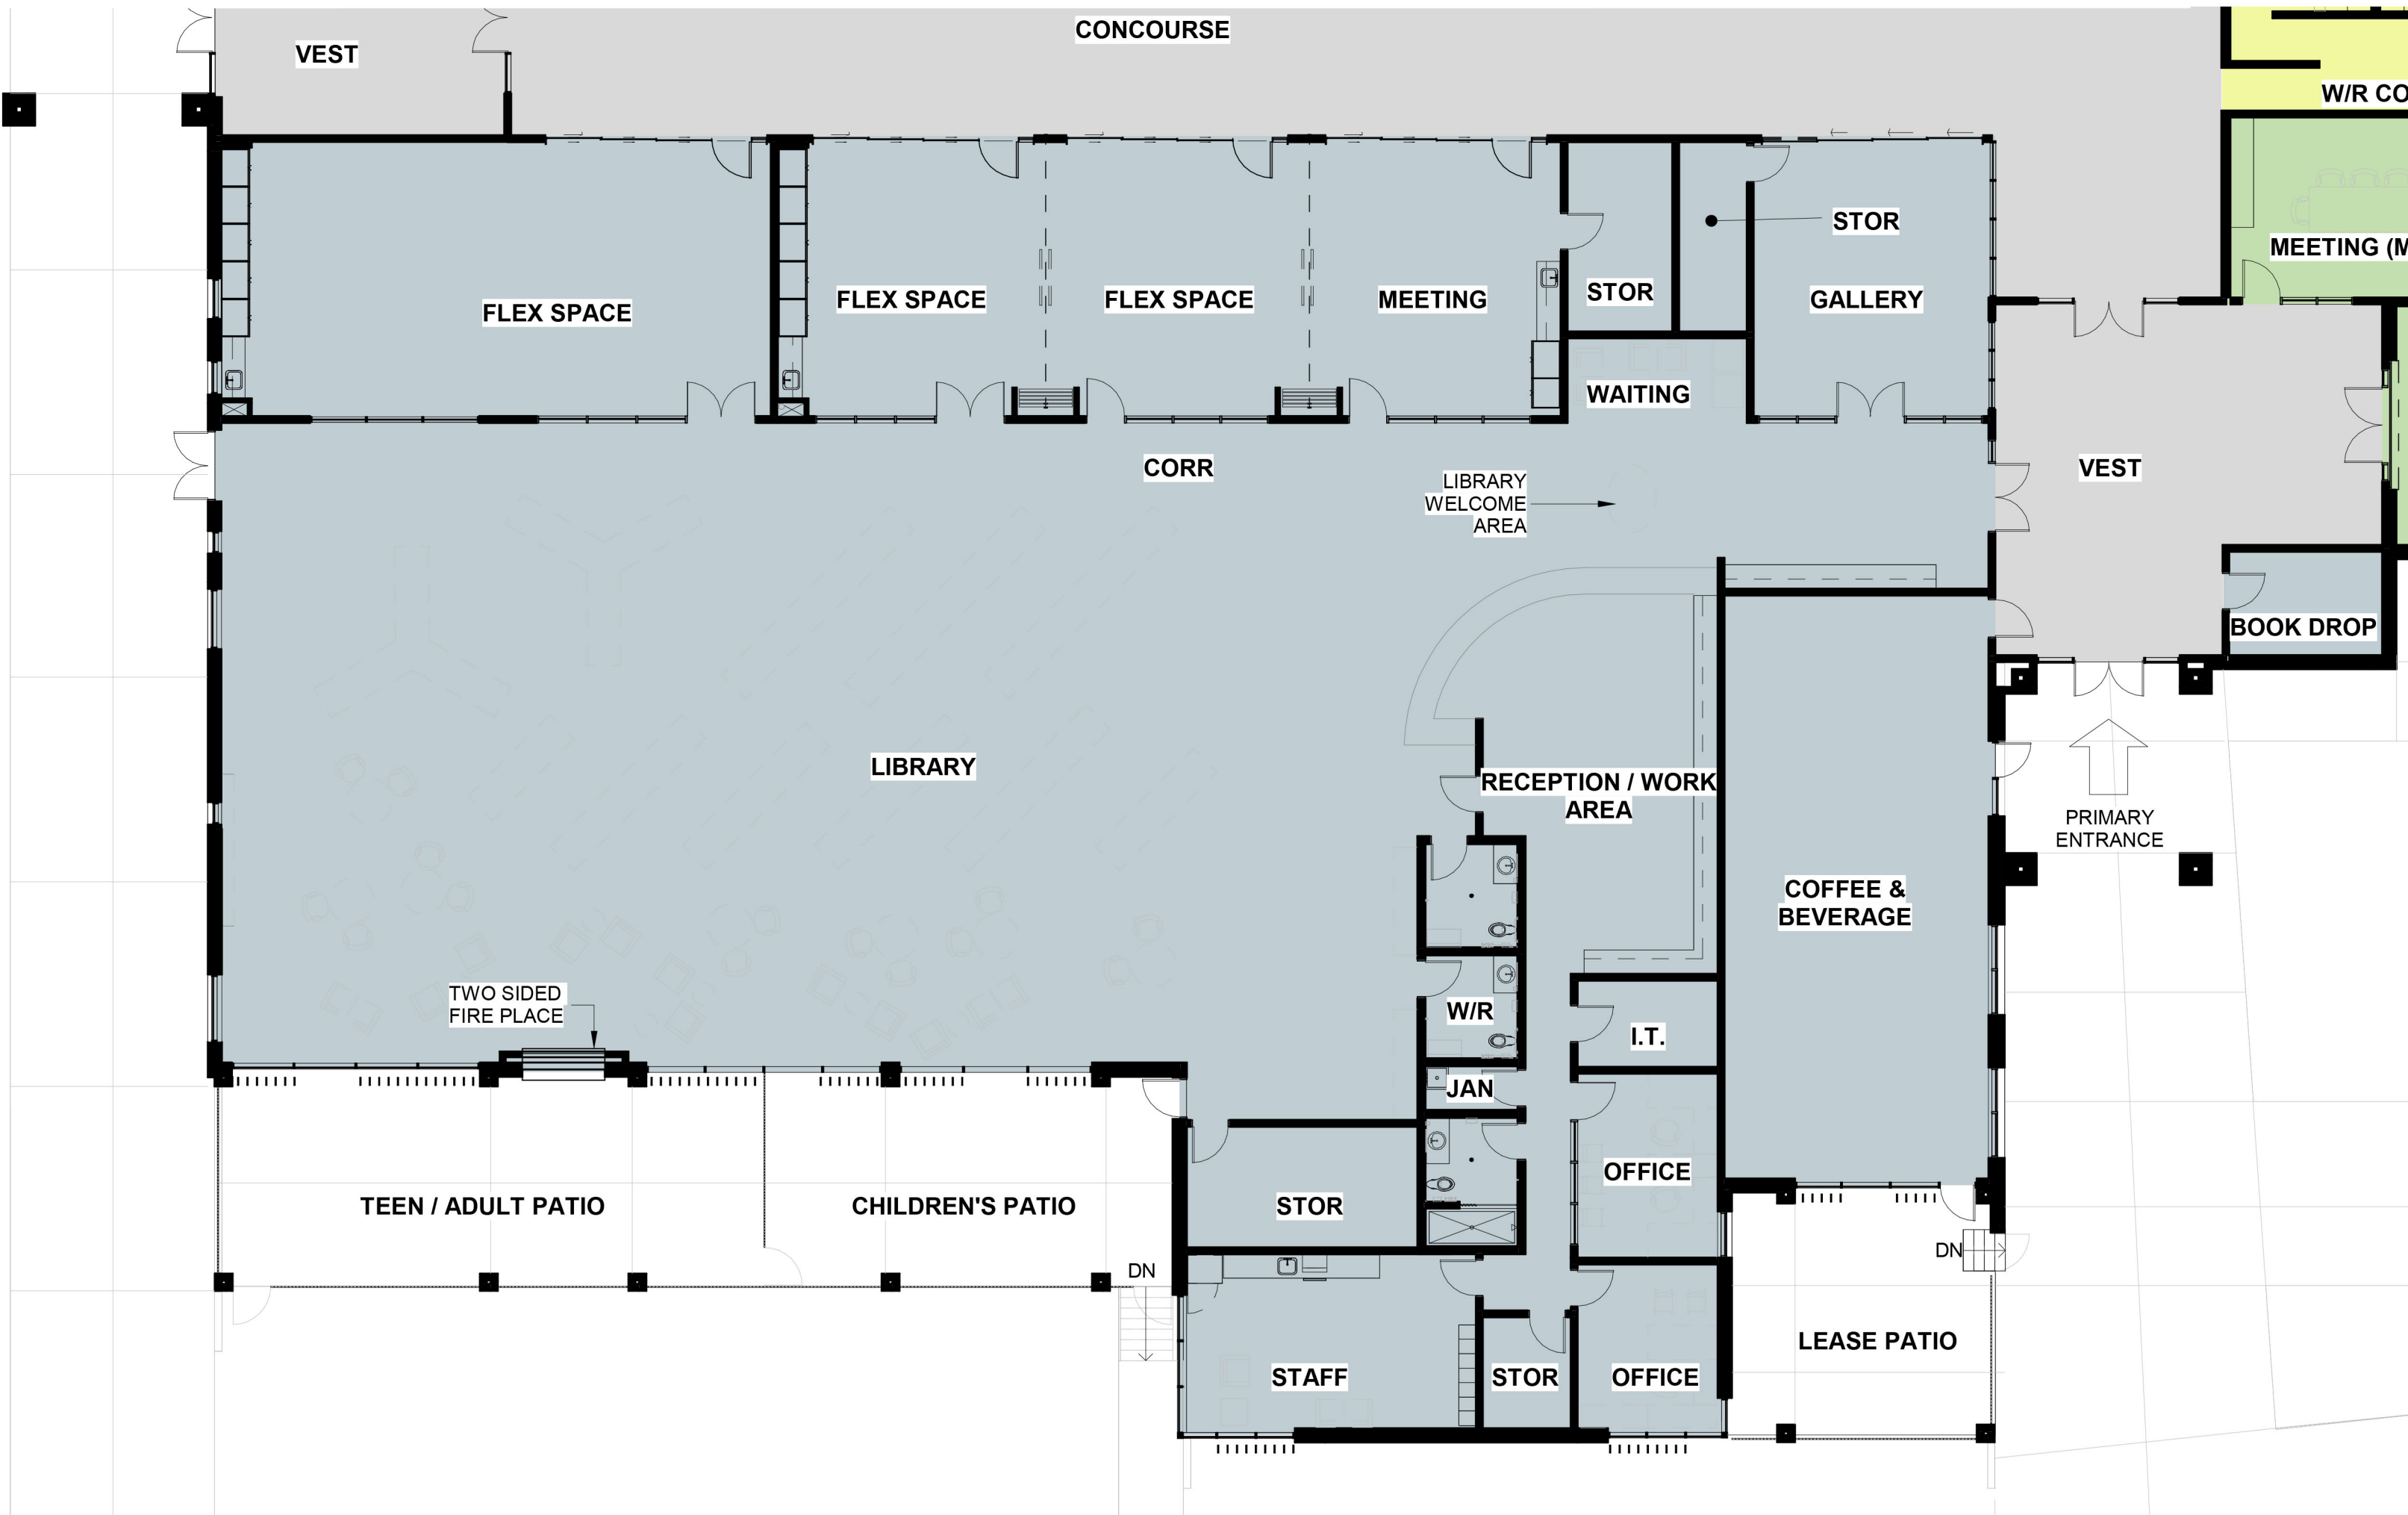 CONCOURSE
VEST
W/R CO
STOR
MEETING (M
FLEX SPACE
FLEX SPACE
FLEX SPACE
MEETING
STOR
GALLERY
WAITING
CORR
VEST
LIBRARY
WELCOME
AREA
BOOK DROP
LIBRARY
RECEPTION / WORK
AREA
PRIMARY
ENTRANCE
COFFEE &
BEVERAGE
TWO SIDED
FIRE PLACE
W/R
I.T.
JAN
OFFICE
TEEN / ADULT PATIO
CHILDREN'S PATIO
STOR
DN
DN
LEASE PATIO
STAFF
STOR
OFFICE